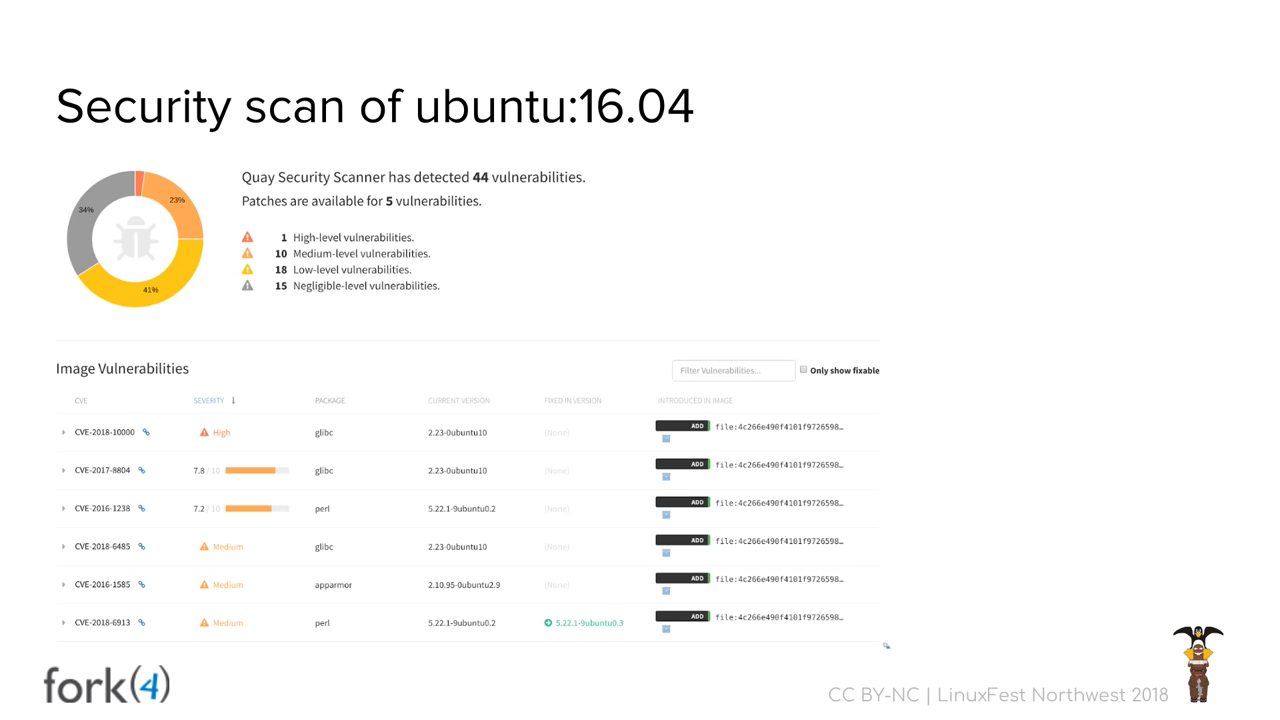 Security scan of ubuntu:16.04
34%
23%
41%
Quay Security Scanner has detected 44 vulnerabilities.
Patches are available for 5 vulnerabilities.
1 High-level vulnerabilities.
10 Medium-level vulnerabilities.
18 Low-level vulnerabilities.
15 Negligible-level vulnerabilities.
Image Vulnerabilities
Filter Vulnerabilities... Only show fixable
CVE SEVERITY ↓ PACKAGE CURRENT VERSION FIXED IN VERSION INTRODUCED IN IMAGE
CVE-2018-10000 High glibc 2.23-0ubuntu10 (None) ADD file:4c266e490f4101f9726598…
CVE-2017-8804 7.8 / 10 glibc 2.23-0ubuntu10 (None) ADD file:4c266e490f4101f9726598…
CVE-2016-1238 7.2 / 10 perl 5.22.1-9ubuntu0.2 (None) ADD file:4c266e490f4101f9726598…
CVE-2018-6485 Medium glibc 2.23-0ubuntu10 (None) ADD file:4c266e490f4101f9726598…
CVE-2016-1585 Medium apparmor 2.10.95-0ubuntu2.9 (None) ADD file:4c266e490f4101f9726598…
CVE-2018-6913 Medium perl 5.22.1-9ubuntu0.2 5.22.1-9ubuntu0.3 ADD file:4c266e490f4101f9726598…
fork(4)
CC BY-NC | LinuxFest Northwest 2018